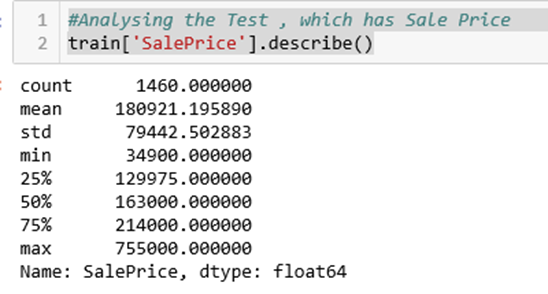 1 #Analysing the Test , which has Sale Price
2 train['SalePrice'].describe()
count 1460.000000
mean 180921.195890
std 79442.502883
min 34900.000000
25% 129975.000000
50% 163000.000000
75% 214000.000000
max 755000.000000
Name: SalePrice, dtype: float64